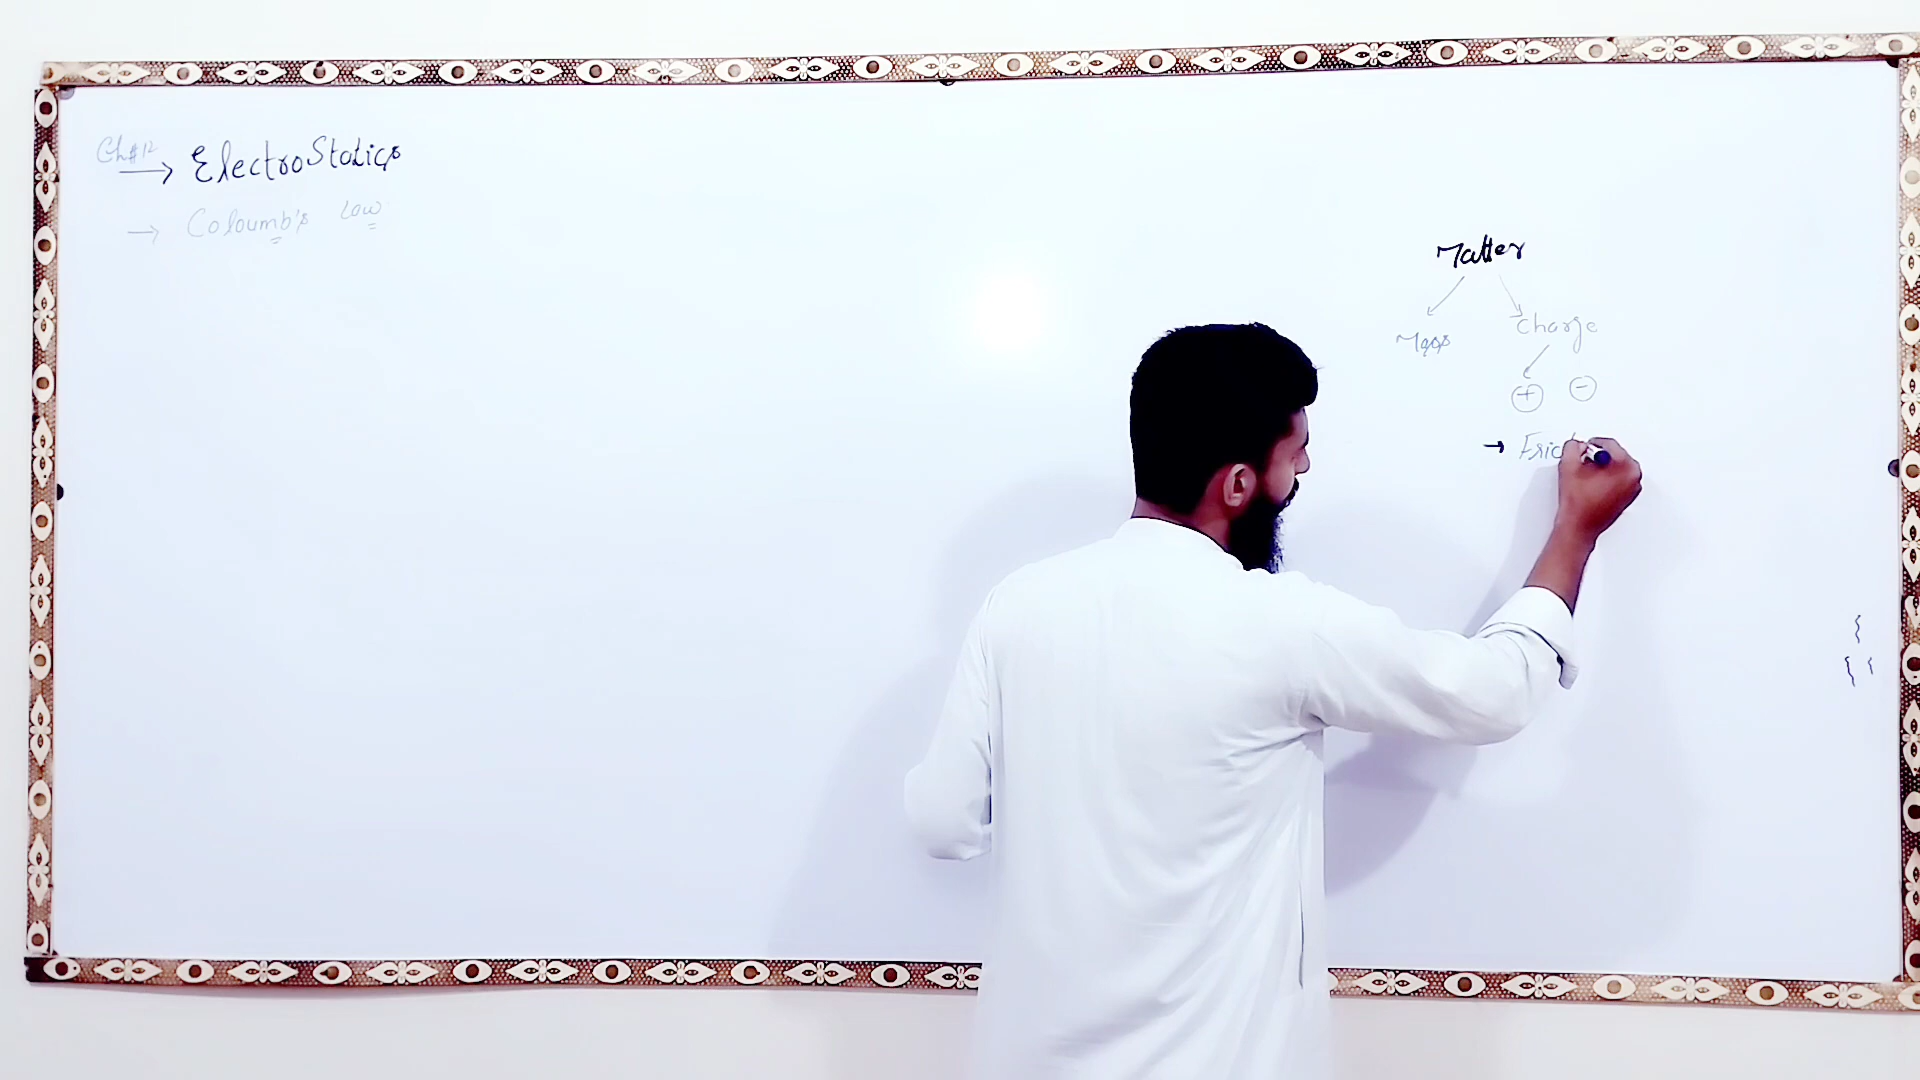 Ch#12
→ ElectroStatics
→ Coloumb's Law
Matter
Mass Charge
+ −
→ Fric